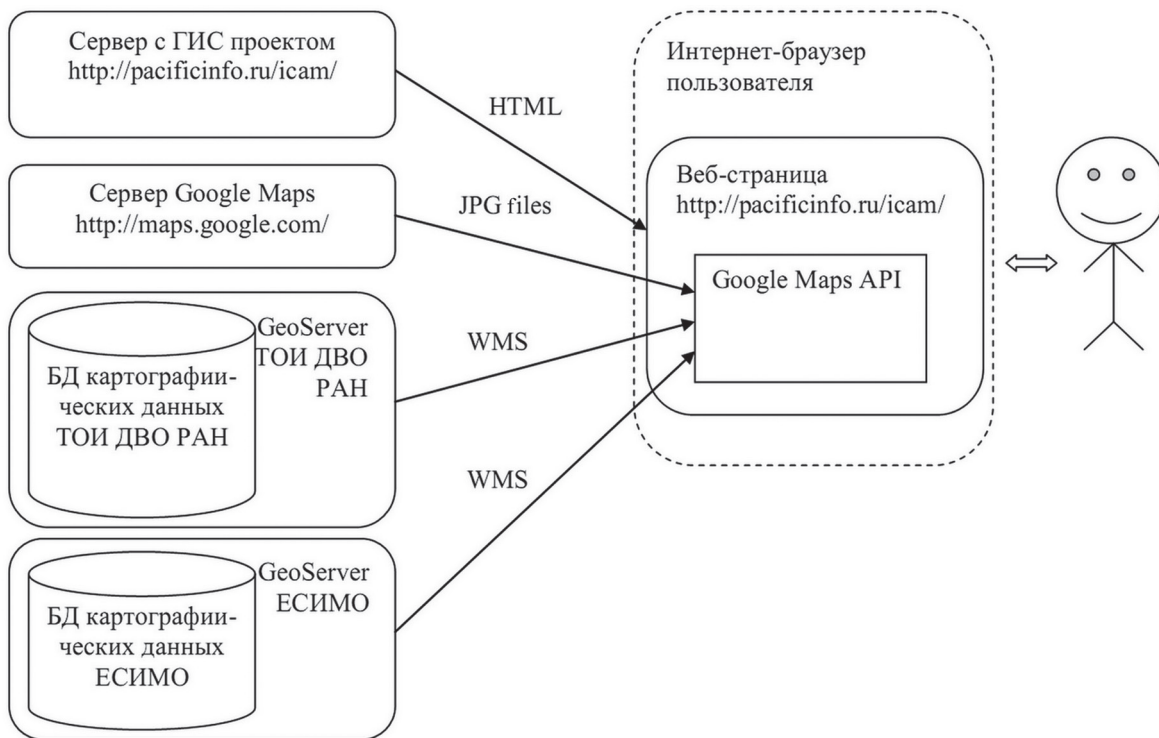 Сервер с ГИС проектом
http://pacificinfo.ru/icam/
HTML
Сервер Google Maps
http://maps.google.com/
JPG files
GeoServer
ТОИ ДВО
РАН
БД картографии-
ческих данных
ТОИ ДВО РАН
WMS
GeoServer
ЕСИМО
БД картографии-
ческих данных
ЕСИМО
WMS
Интернет-браузер
пользователя
Веб-страница
http://pacificinfo.ru/icam/
Google Maps API